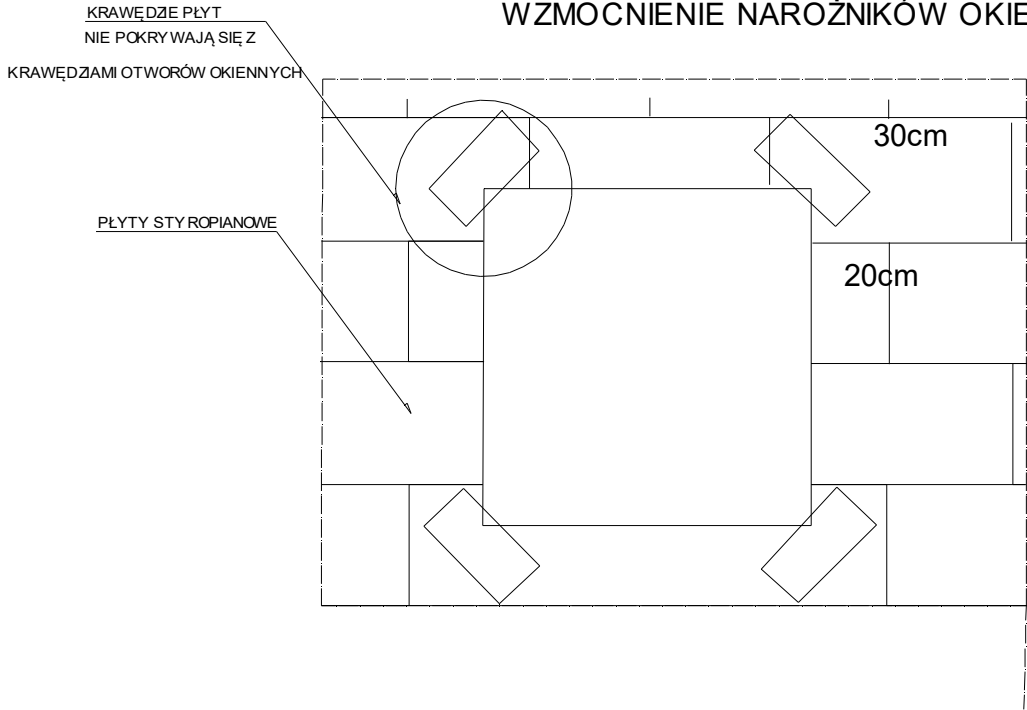 WZMOCNIENIE NAROŻNIKÓW OKIE
KRAWĘDZIE PŁYT
NIE POKRYWAJĄ SIĘ Z
KRAWĘDZIAMI OTWORÓW OKIENNYCH
30cm
PŁYTY STYROPIANOWE
20cm